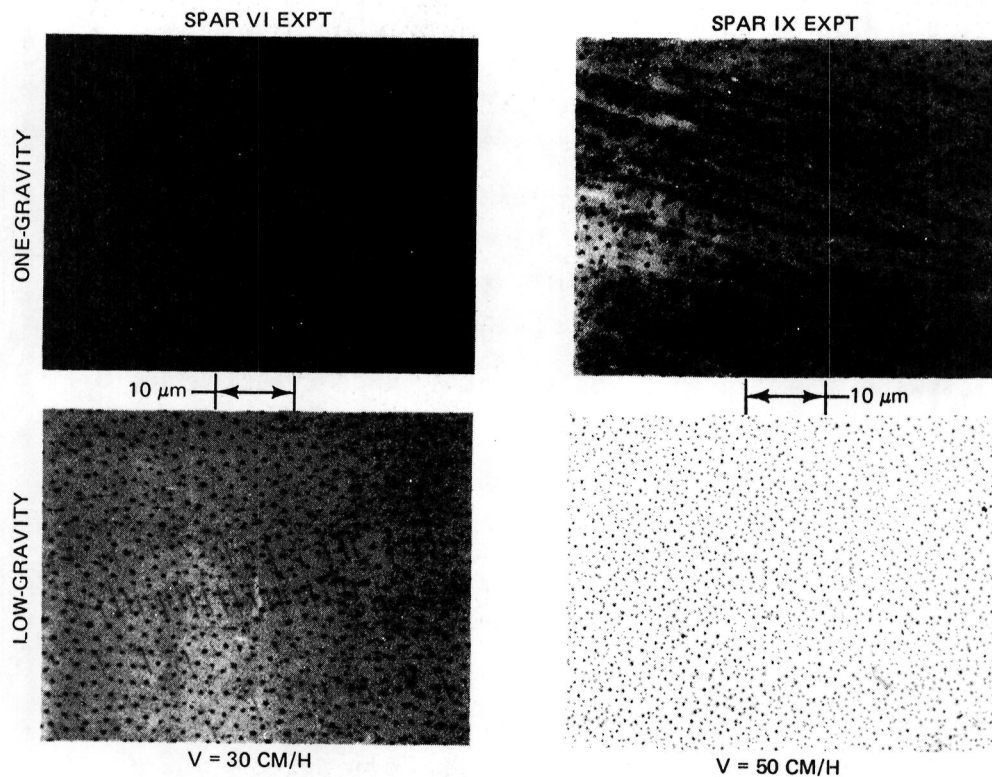 SPAR VI EXPT
SPAR IX EXPT
ONE-GRAVITY
10 µm
10 µm
LOW-GRAVITY
V = 30 CM/H
V = 50 CM/H